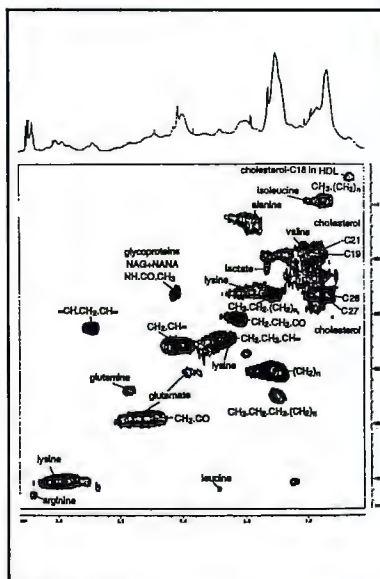 cholesterol-C18 in HDL
isoleucine
CH3.(CH2)n
alanine
cholesterol
valine
C21
C19
glycoproteins
NAG+NANA
NH.CO.CH3
lactate
lysine
CH3.CH2.(CH2)n
C26
C27
=CH.CH2.CH=
CH2.CH2.CO
cholesterol
CH2.CH=
CH2.CH2.CH=
lysine
(CH2)n
glutamine
glutamate
CH3.CH2.CH2.(CH2)n
CH2.CO
lysine
leucine
arginine